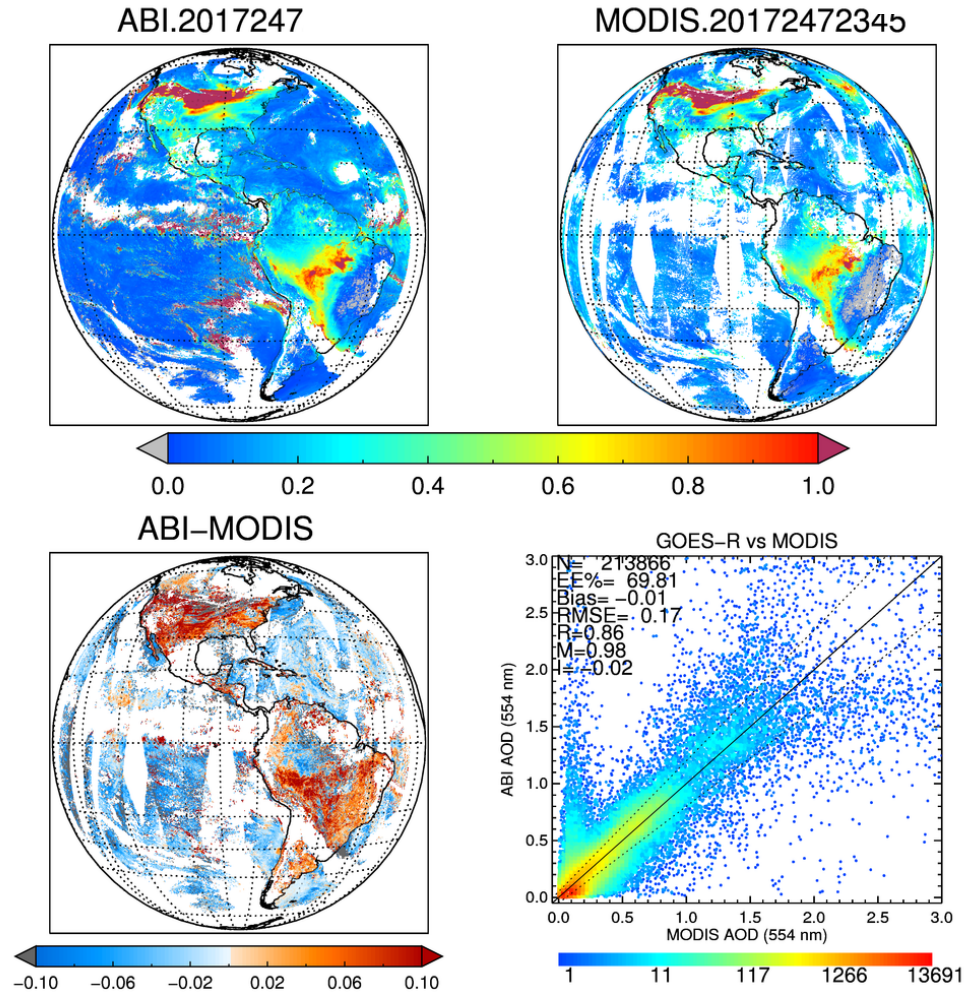 ABI.2017247
MODIS.20172472345
0.0 0.2 0.4 0.6 0.8 1.0
ABI−MODIS
−0.10 −0.06 −0.02 0.02 0.06 0.10
GOES−R vs MODIS
N= 213866
EE%= 69.81
Bias= −0.01
RMSE= 0.17
R=0.86
M=0.98
I= −0.02
3.0
2.5
2.0
1.5
1.0
0.5
0.0
ABI AOD (554 nm)
0.0 0.5 1.0 1.5 2.0 2.5 3.0
MODIS AOD (554 nm)
1 11 117 1266 13691